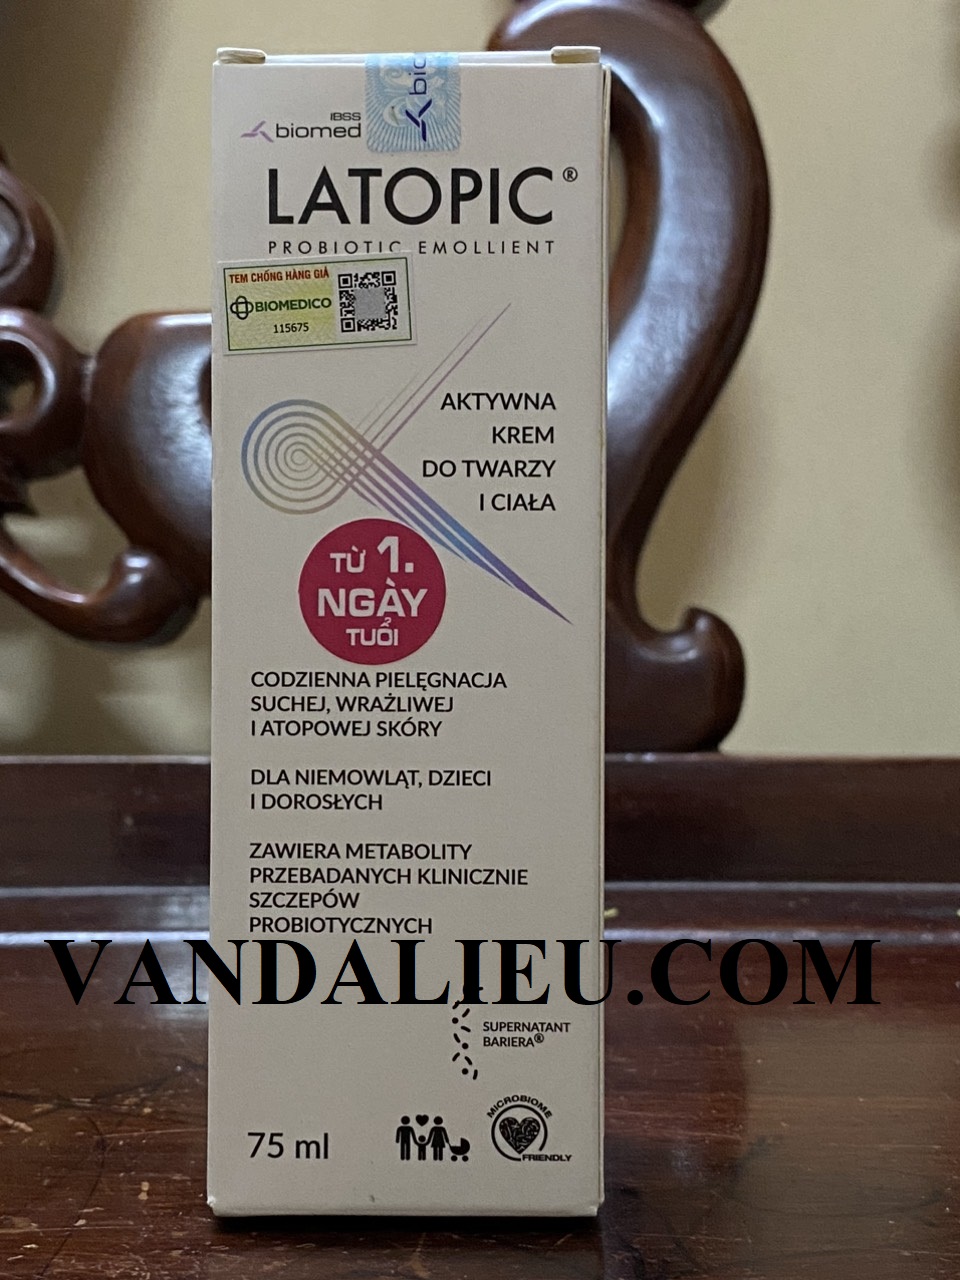 bio
IBSS
biomed
LATOPIC®
PROBIOTIC EMOLLIENT
TEM CHỐNG HÀNG GIẢ
BIOMEDICO
115675
AKTYWNA
KREM
DO TWARZY
I CIAŁA
TỪ 1.
NGÀY
TUỔI
CODZIENNA PIELĘGNACJA
SUCHEJ, WRAŻLIWEJ
I ATOPOWEJ SKÓRY
DLA NIEMOWLĄT, DZIECI
I DOROSŁYCH
ZAWIERA METABOLITY
PRZEBADANYCH KLINICZNIE
SZCZEPÓW
PROBIOTYCZNYCH
VANDALIEU.COM
SUPERNATANT
BARIERA®
MICROBIOME
FRIENDLY
75 ml